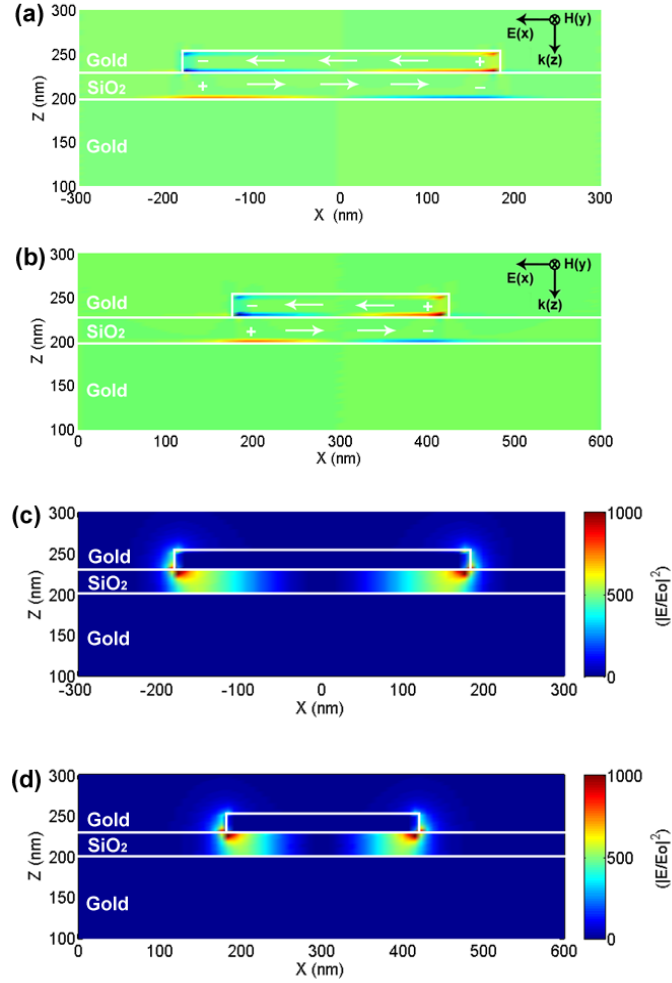 (a)
300
250
200
150
100
Z (nm)
Gold
SiO2
Gold
− ← ← ← +
+ → → → −
E(x) H(y)
k(z)
-300 -200 -100 0 100 200 300
X (nm)
(b)
300
250
200
150
100
Z (nm)
Gold
SiO2
Gold
− ← ← +
+ → → −
E(x) H(y)
k(z)
0 100 200 300 400 500 600
X (nm)
(c)
300
250
200
150
100
Z (nm)
Gold
SiO2
Gold
-300 -200 -100 0 100 200 300
X (nm)
1000
500
0
(|E/Eo|²)
(d)
300
250
200
150
100
Z (nm)
Gold
SiO2
Gold
0 100 200 300 400 500 600
X (nm)
1000
500
0
(|E/Eo|²)